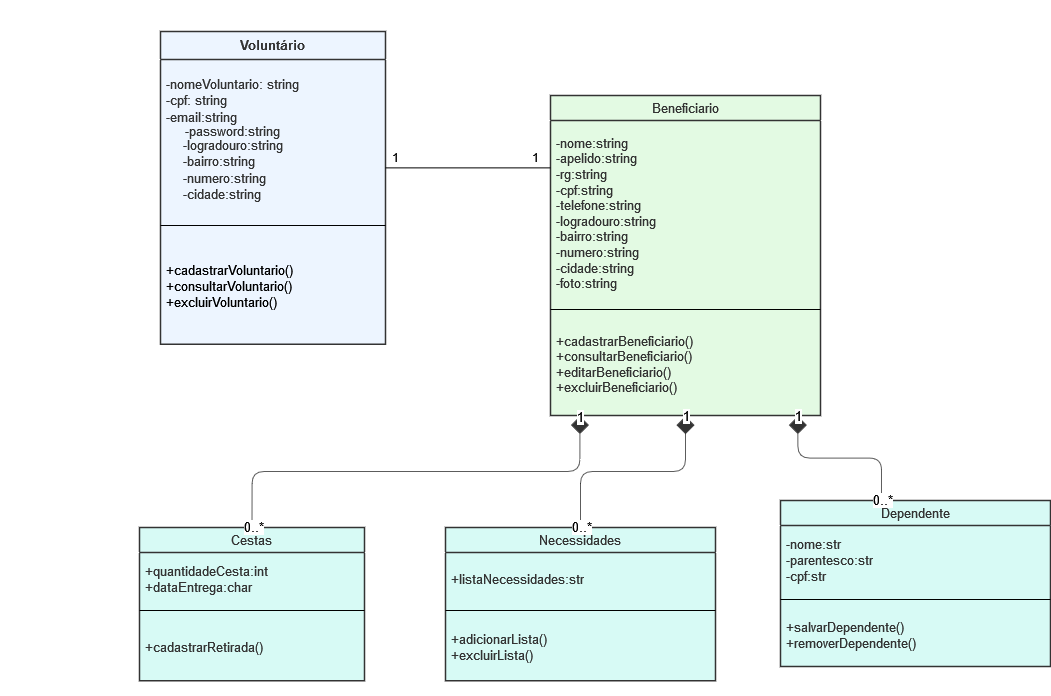 Voluntário
-nomeVoluntario: string
-cpf: string
-email:string
-password:string
-logradouro:string
-bairro:string
-numero:string
-cidade:string
+cadastrarVoluntario()
+consultarVoluntario()
+excluirVoluntario()
1
1
Beneficiario
-nome:string
-apelido:string
-rg:string
-cpf:string
-telefone:string
-logradouro:string
-bairro:string
-numero:string
-cidade:string
-foto:string
+cadastrarBeneficiario()
+consultarBeneficiario()
+editarBeneficiario()
+excluirBeneficiario()
1
1
1
0..*
Cestas
+quantidadeCesta:int
+dataEntrega:char
+cadastrarRetirada()
0..*
Necessidades
+listaNecessidades:str
+adicionarLista()
+excluirLista()
0..*
Dependente
-nome:str
-parentesco:str
-cpf:str
+salvarDependente()
+removerDependente()